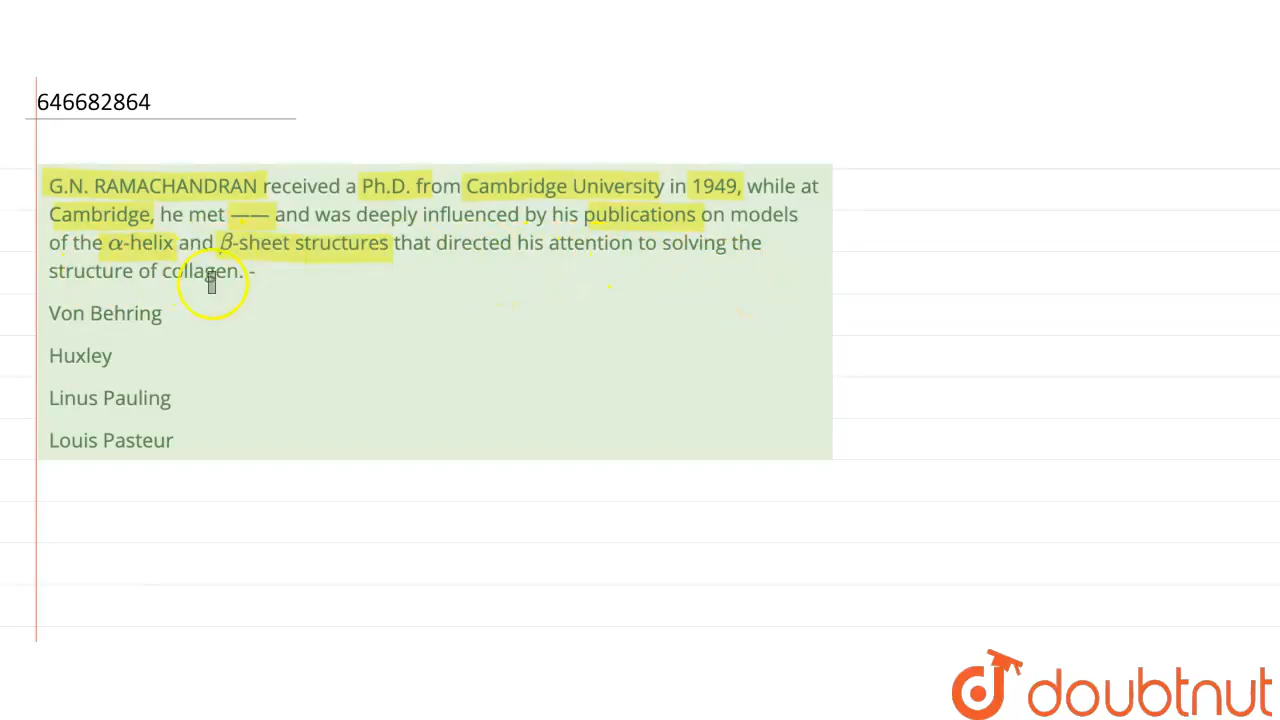 646682864
G.N. RAMACHANDRAN received a Ph.D. from Cambridge University in 1949, while at
Cambridge, he met —— and was deeply influenced by his publications on models
of the α-helix and β-sheet structures that directed his attention to solving the
structure of collagen. -
Von Behring
Huxley
Linus Pauling
Louis Pasteur
doubtnut